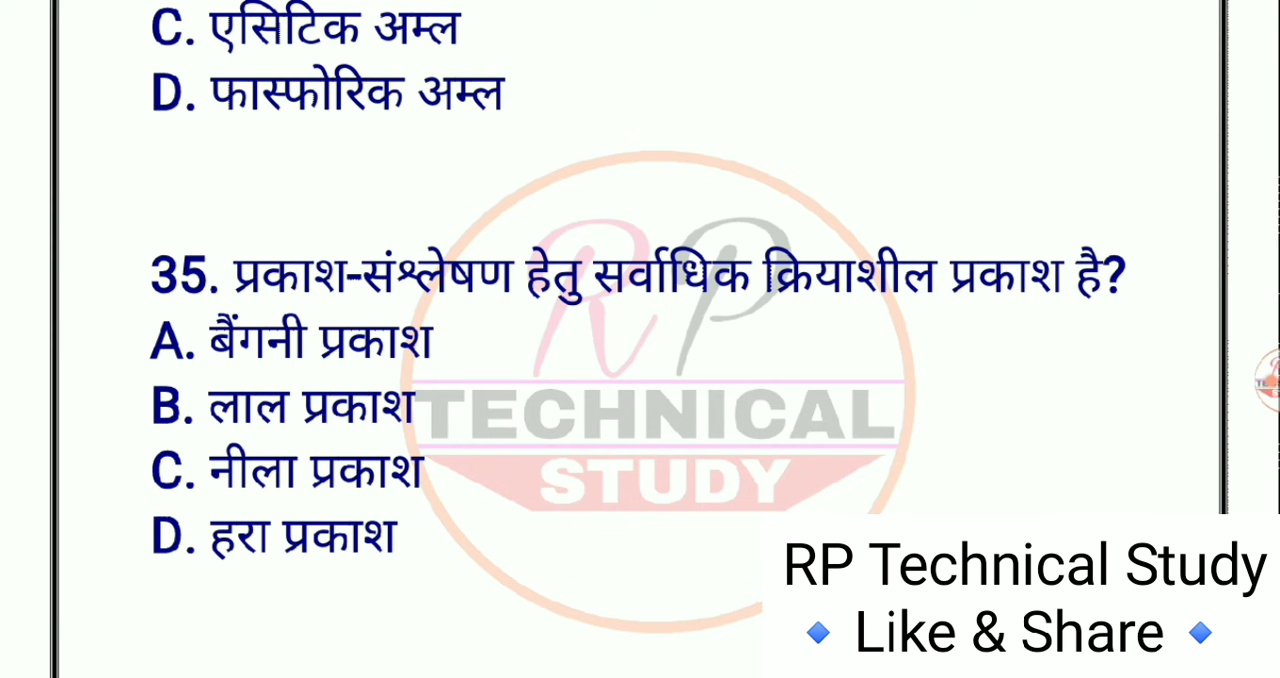 C. एसिटिक अम्ल
D. फास्फोरिक अम्ल
35. प्रकाश-संश्लेषण हेतु सर्वाधिक क्रियाशील प्रकाश है?
A. बैंगनी प्रकाश
B. लाल प्रकाश
C. नीला प्रकाश
D. हरा प्रकाश
RP
TECHNICAL
STUDY
RP Technical Study
🔹 Like & Share 🔹